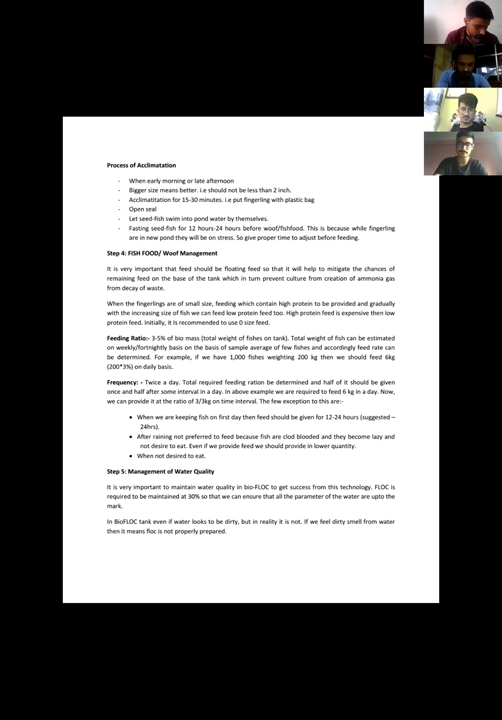 Process of Acclimatation
- When early morning or late afternoon
- Bigger size means better. i.e should not be less than 2 inch.
- Acclimatitation for 15-30 minutes. i.e put fingerling with plastic bag
- Open seal
- Let seed-fish swim into pond water by themselves.
- Fasting seed-fish for 12 hours-24 hours before woof/fishfood. This is because while fingerling
are in new pond they will be on stress. So give proper time to adjust before feeding.
Step 4: FISH FOOD/ Woof Management
It is very important that feed should be floating feed so that it will help to mitigate the chances of
remaining feed on the base of the tank which in turn prevent culture from creation of ammonia gas
from decay of waste.
When the fingerlings are of small size, feeding which contain high protein to be provided and gradually
with the increasing size of fish we can feed low protein feed too. High protein feed is expensive then low
protein feed. Initially, it Is recommended to use 0 size feed.
Feeding Ratio:- 3-5% of bio mass (total weight of fishes on tank). Total weight of fish can be estimated
on weekly/fortnightly basis on the basis of sample average of few fishes and accordingly feed rate can
be determined. For example, if we have 1,000 fishes weighting 200 kg then we should feed 6kg
(200*3%) on daily basis.
Frequency: - Twice a day. Total required feeding ration be determined and half of it should be given
once and half after some interval in a day. In above example we are required to feed 6 kg in a day. Now,
we can provide it at the ratio of 3/3kg on time interval. The few exception to this are:-
• When we are keeping fish on first day then feed should be given for 12-24 hours (suggested –
24hrs).
• After raining not preferred to feed because fish are clod blooded and they become lazy and
not desire to eat. Even if we provide feed we should provide in lower quantity.
• When not desired to eat.
Step 5: Management of Water Quality
It is very important to maintain water quality in bio-FLOC to get success from this technology. FLOC is
required to be maintained at 30% so that we can ensure that all the parameter of the water are upto the
mark.
In BioFLOC tank even if water looks to be dirty, but in reality it is not. If we feel dirty smell from water
then it means floc is not properly prepared.